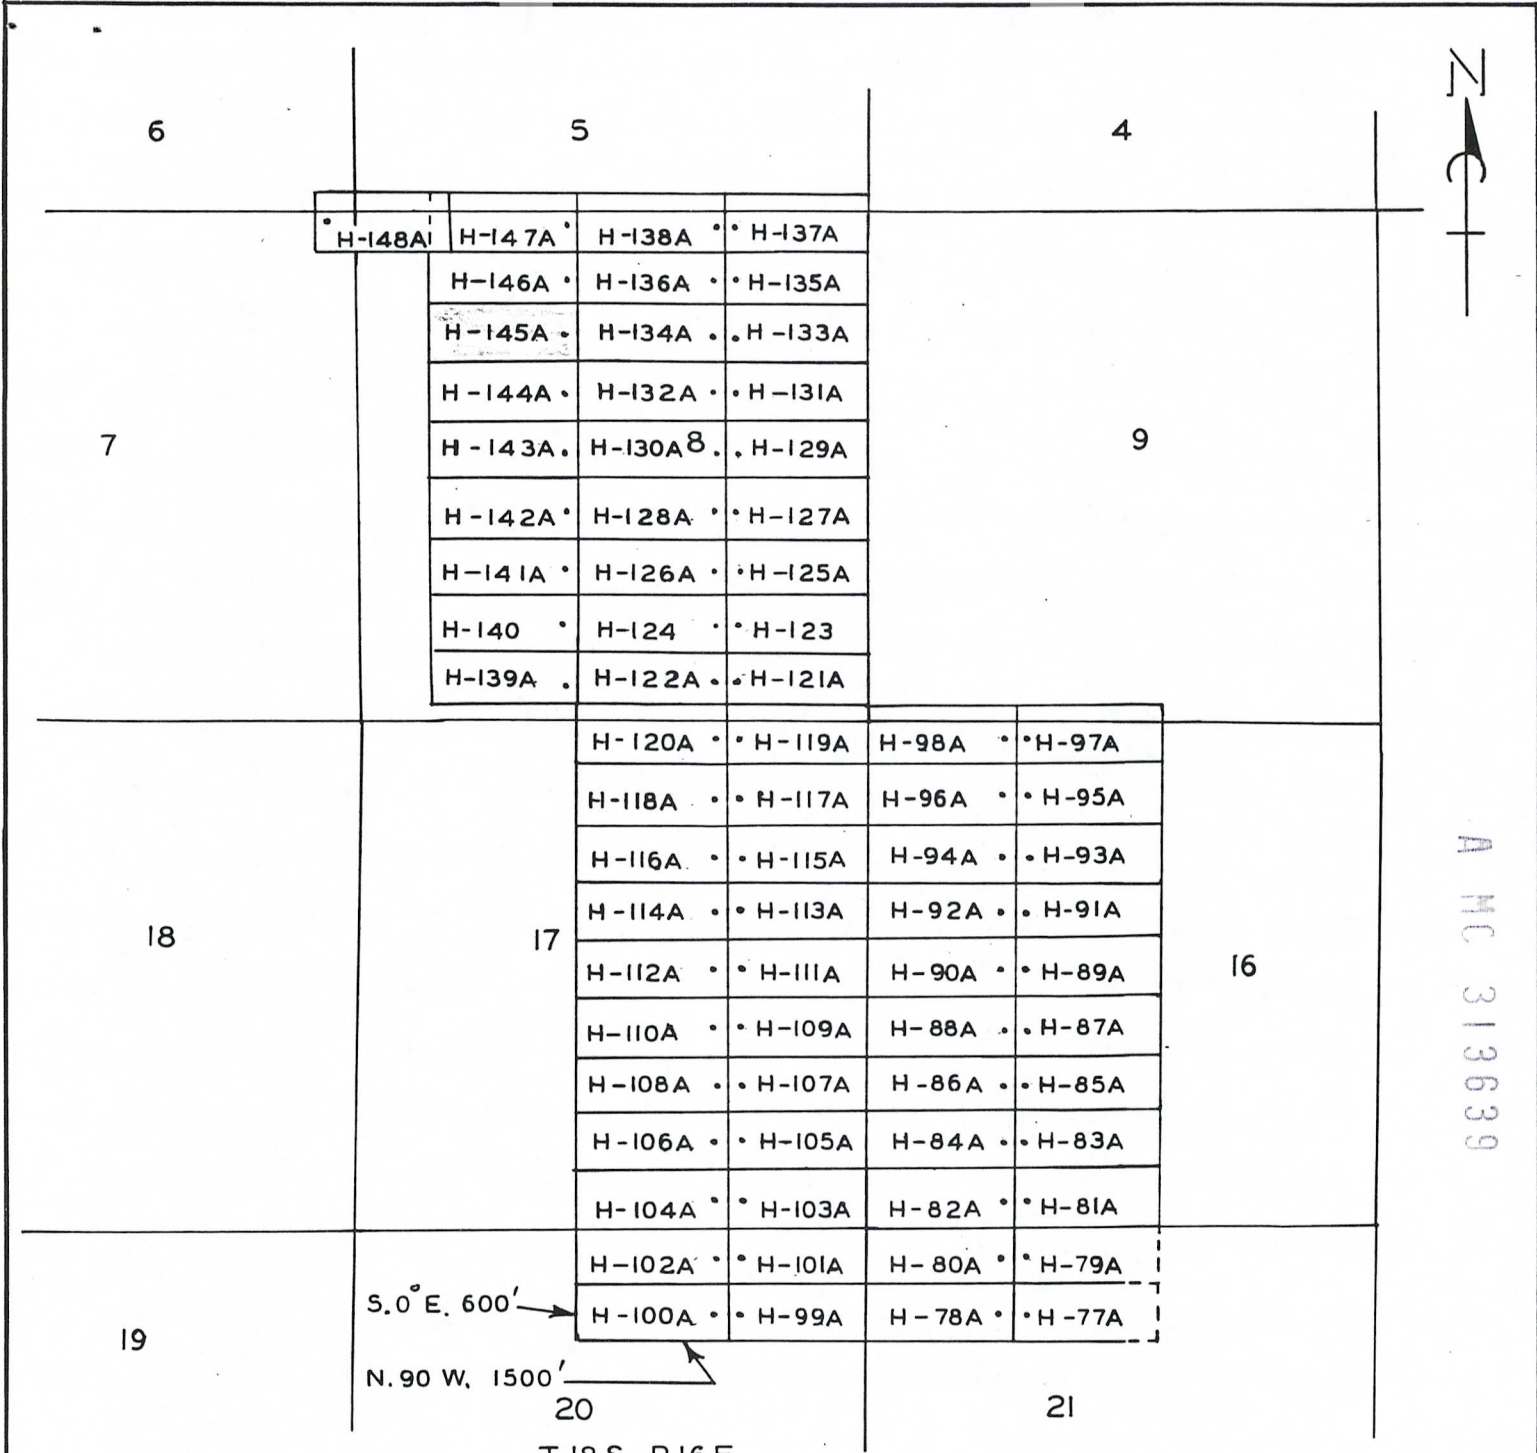 N
6 5 4
H-148A H-147A H-138A H-137A
H-146A H-136A H-135A
H-145A H-134A H-133A
H-144A H-132A H-131A
7 H-143A H-130A 8 H-129A 9
H-142A H-128A H-127A
H-141A H-126A H-125A
H-140 H-124 H-123
H-139A H-122A H-121A
H-120A H-119A H-98A H-97A
H-118A H-117A H-96A H-95A
H-116A H-115A H-94A H-93A
H-114A H-113A H-92A H-91A
18 17 16
H-112A H-111A H-90A H-89A
H-110A H-109A H-88A H-87A
H-108A H-107A H-86A H-85A
H-106A H-105A H-84A H-83A
H-104A H-103A H-82A H-81A
H-102A H-101A H-80A H-79A
S.0°E. 600'
H-100A H-99A H-78A H-77A
19
N.90 W, 1500'
20 21
T.18S., R.16E.
A MC 313639